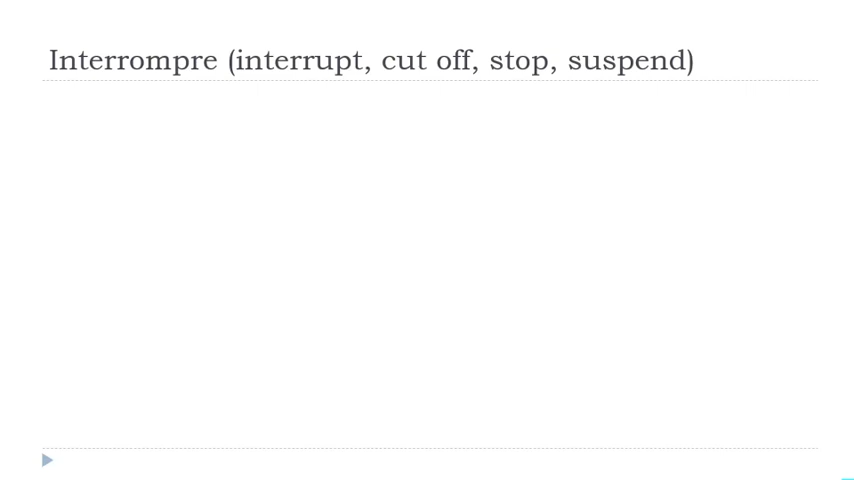 Interrompre (interrupt, cut off, stop, suspend)